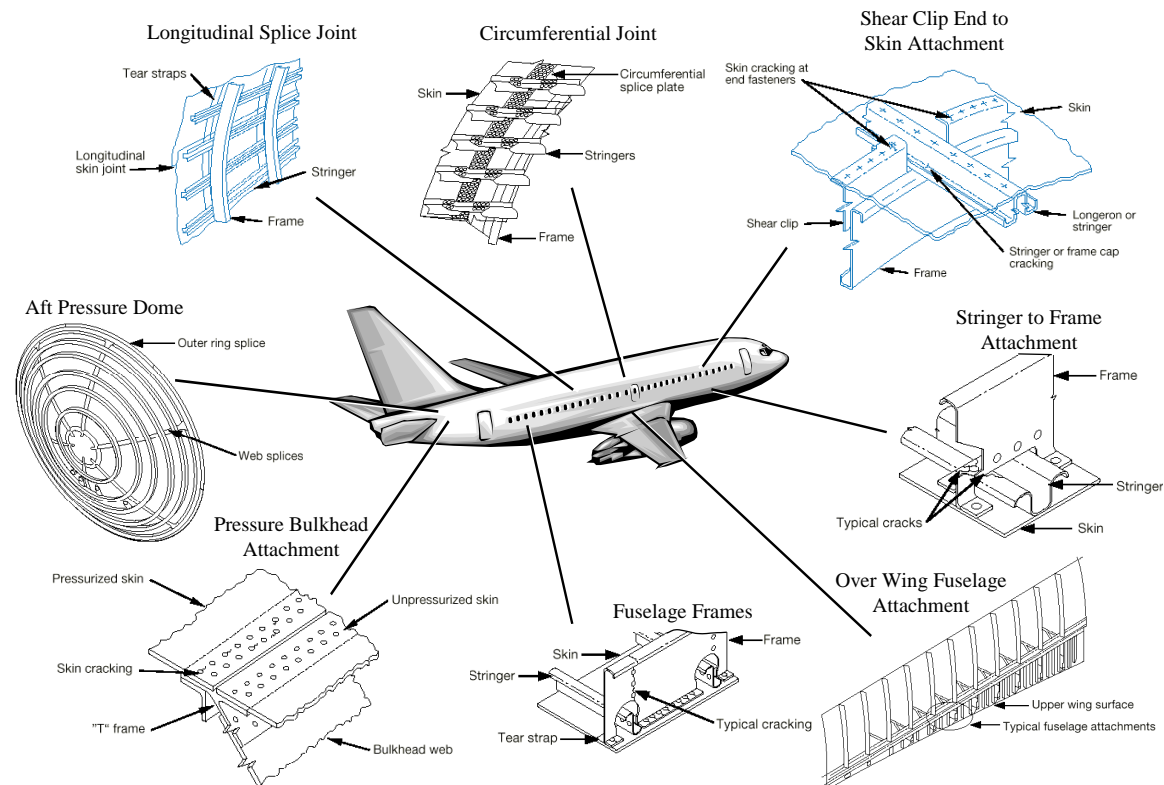 Longitudinal Splice Joint
Tear straps
Longitudinal
skin joint
Stringer
Frame
Circumferential Joint
Circumferential
splice plate
Skin
Stringers
Frame
Shear Clip End to
Skin Attachment
Skin cracking at
end fasteners
Skin
Shear clip
Longeron or
stringer
Stringer or frame cap
cracking
Frame
Aft Pressure Dome
Outer ring splice
Web splices
Stringer to Frame
Attachment
Frame
Stringer
Typical cracks
Skin
Pressure Bulkhead
Attachment
Pressurized skin
Unpressurized skin
Skin cracking
"T" frame
Bulkhead web
Fuselage Frames
Skin
Frame
Stringer
Typical cracking
Tear strap
Over Wing Fuselage
Attachment
Upper wing surface
Typical fuselage attachments